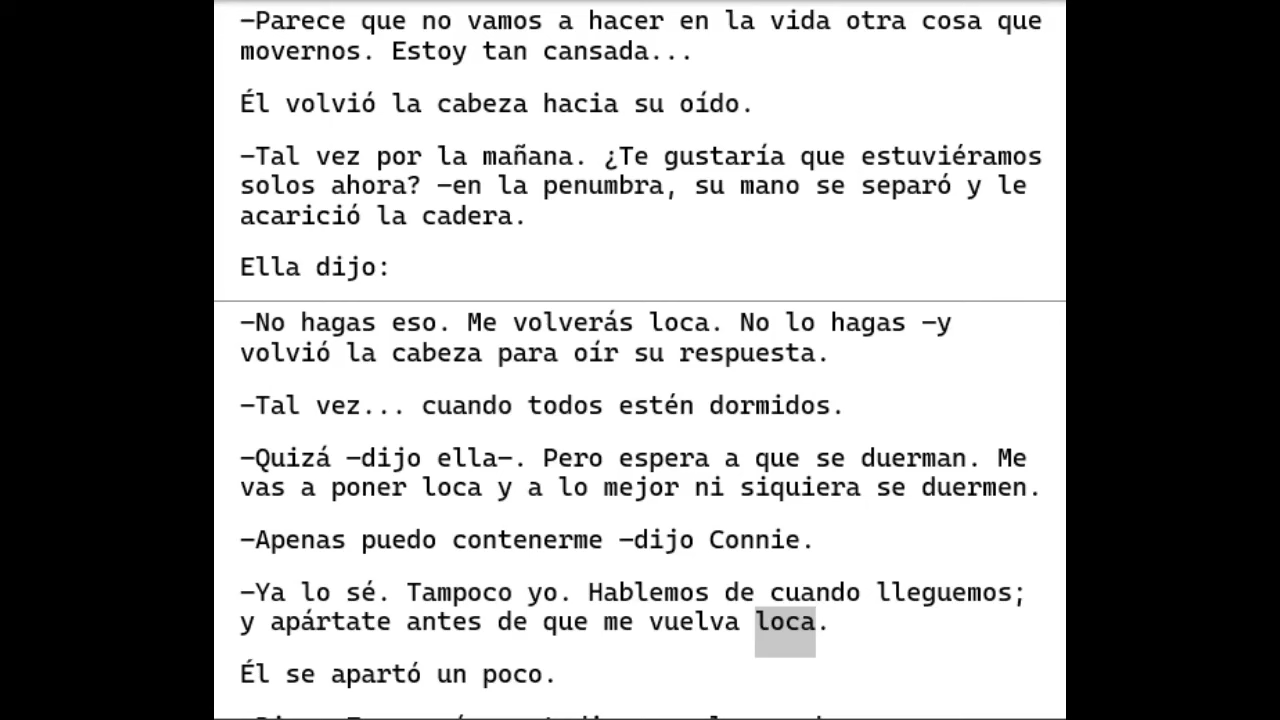 —Parece que no vamos a hacer en la vida otra cosa que
movernos. Estoy tan cansada...
Él volvió la cabeza hacia su oído.
—Tal vez por la mañana. ¿Te gustaría que estuviéramos
solos ahora? —en la penumbra, su mano se separó y le
acarició la cadera.
Ella dijo:
—No hagas eso. Me volverás loca. No lo hagas —y
volvió la cabeza para oír su respuesta.
—Tal vez... cuando todos estén dormidos.
—Quizá —dijo ella—. Pero espera a que se duerman. Me
vas a poner loca y a lo mejor ni siquiera se duermen.
—Apenas puedo contenerme —dijo Connie.
—Ya lo sé. Tampoco yo. Hablemos de cuando lleguemos;
y apártate antes de que me vuelva loca.
Él se apartó un poco.